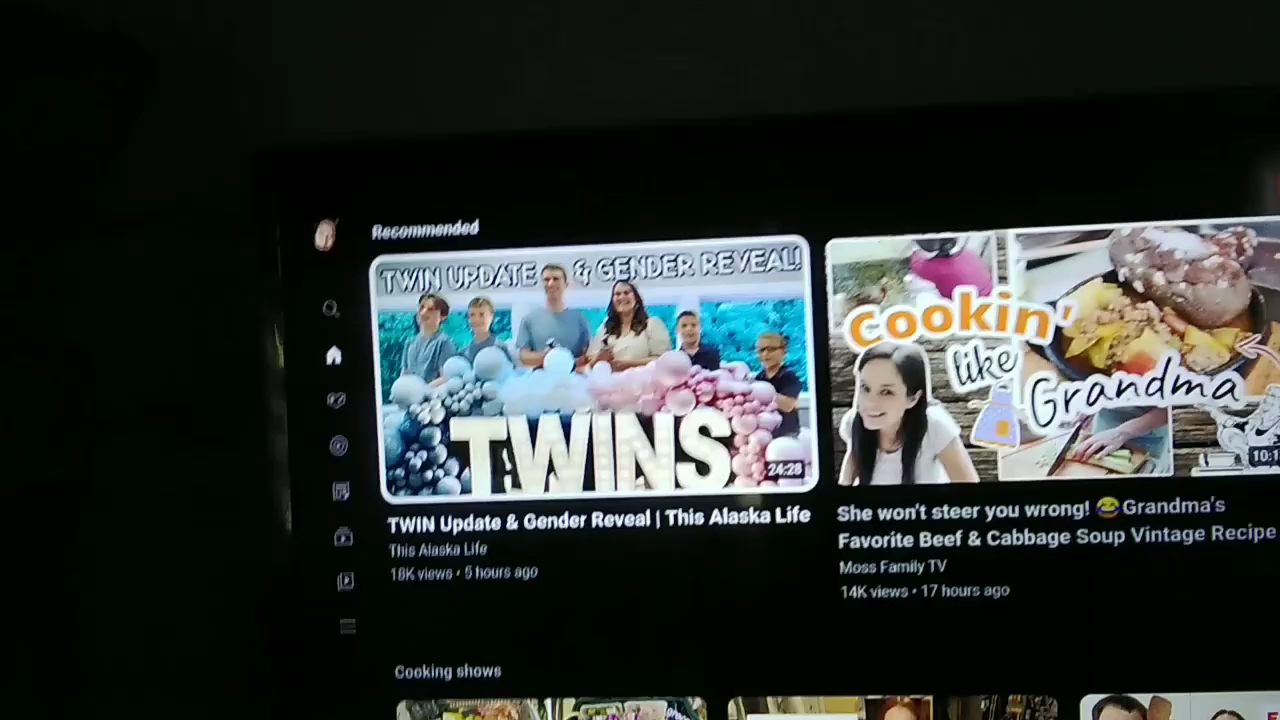 Recommended
TWIN UPDATE & GENDER REVEAL!
TWINS
24:28
TWIN Update & Gender Reveal | This Alaska Life
This Alaska Life
18K views • 5 hours ago
Cookin'
like
Grandma
10:1
She won't steer you wrong! 😂Grandma's
Favorite Beef & Cabbage Soup Vintage Recipe
Moss Family TV
14K views • 17 hours ago
Cooking shows